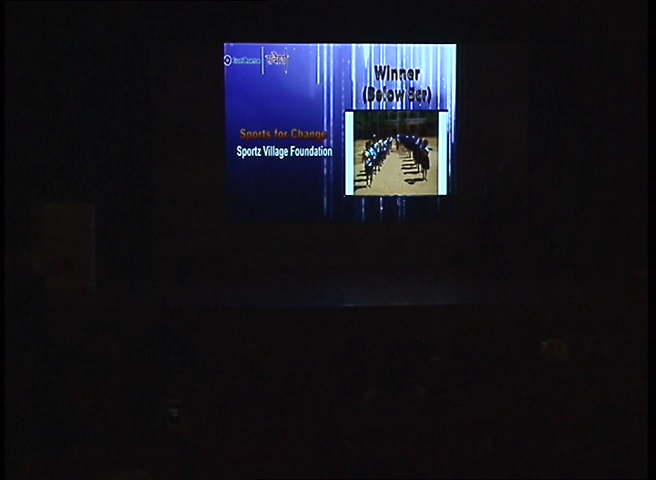 Winner
(Below 5cr)
Sports for Change
Sportz Village Foundation